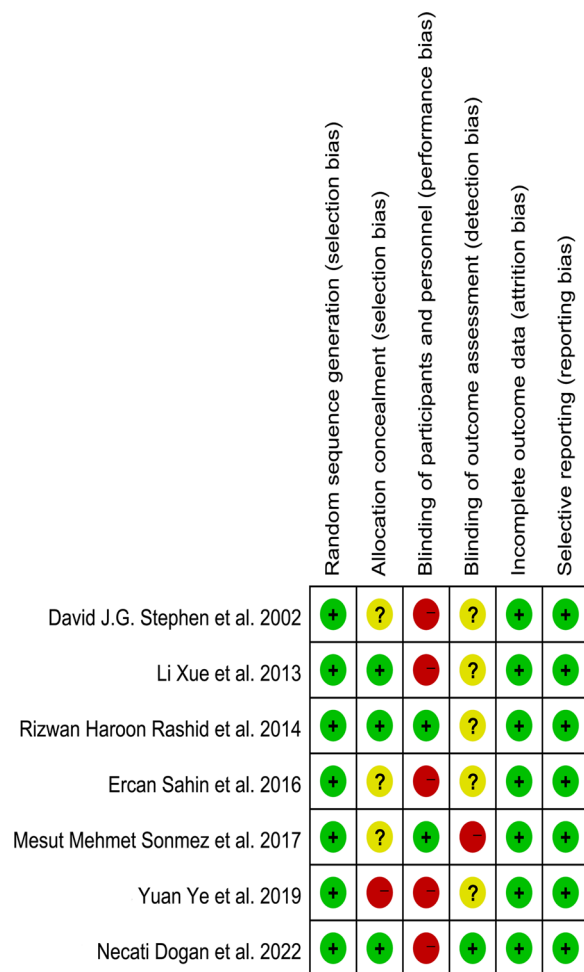 Random sequence generation (selection bias)
Allocation concealment (selection bias)
Blinding of participants and personnel (performance bias)
Blinding of outcome assessment (detection bias)
Incomplete outcome data (attrition bias)
Selective reporting (reporting bias)
David J.G. Stephen et al. 2002 + ? - ? + +
Li Xue et al. 2013 + + - ? + +
Rizwan Haroon Rashid et al. 2014 + + + ? + +
Ercan Sahin et al. 2016 + ? - ? + +
Mesut Mehmet Sonmez et al. 2017 + ? + - + +
Yuan Ye et al. 2019 + - - ? + +
Necati Dogan et al. 2022 + + - + + +